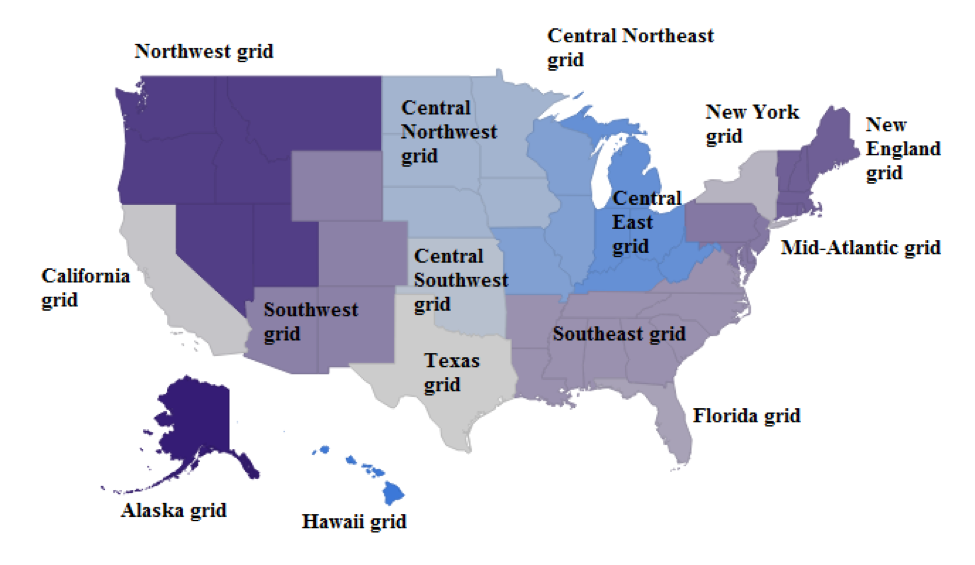 Northwest grid
Central Northeast
grid
Central
Northwest
grid
New York
grid
New
England
grid
Central
East
grid
Mid-Atlantic grid
California
grid
Central
Southwest
grid
Southwest
grid
Southeast grid
Texas
grid
Florida grid
Alaska grid
Hawaii grid